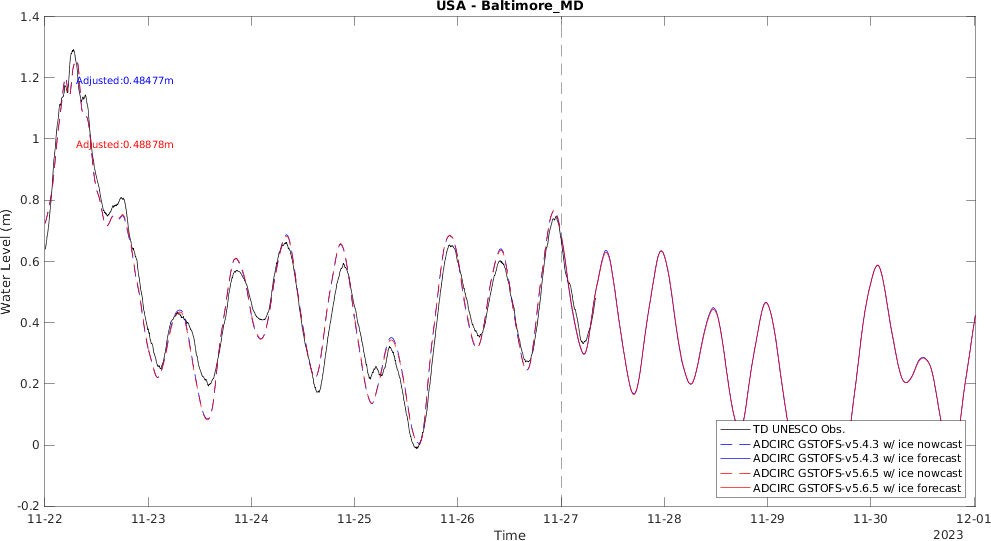 USA - Baltimore_MD
1.4
1.2
1
0.8
0.6
0.4
0.2
0
-0.2
Water Level (m)
Adjusted:0.48477m
Adjusted:0.48878m
TD UNESCO Obs.
ADCIRC GSTOFS-v5.4.3 w/ ice nowcast
ADCIRC GSTOFS-v5.4.3 w/ ice forecast
ADCIRC GSTOFS-v5.6.5 w/ ice nowcast
ADCIRC GSTOFS-v5.6.5 w/ ice forecast
11-22 11-23 11-24 11-25 11-26 11-27 11-28 11-29 11-30 12-01
Time
2023